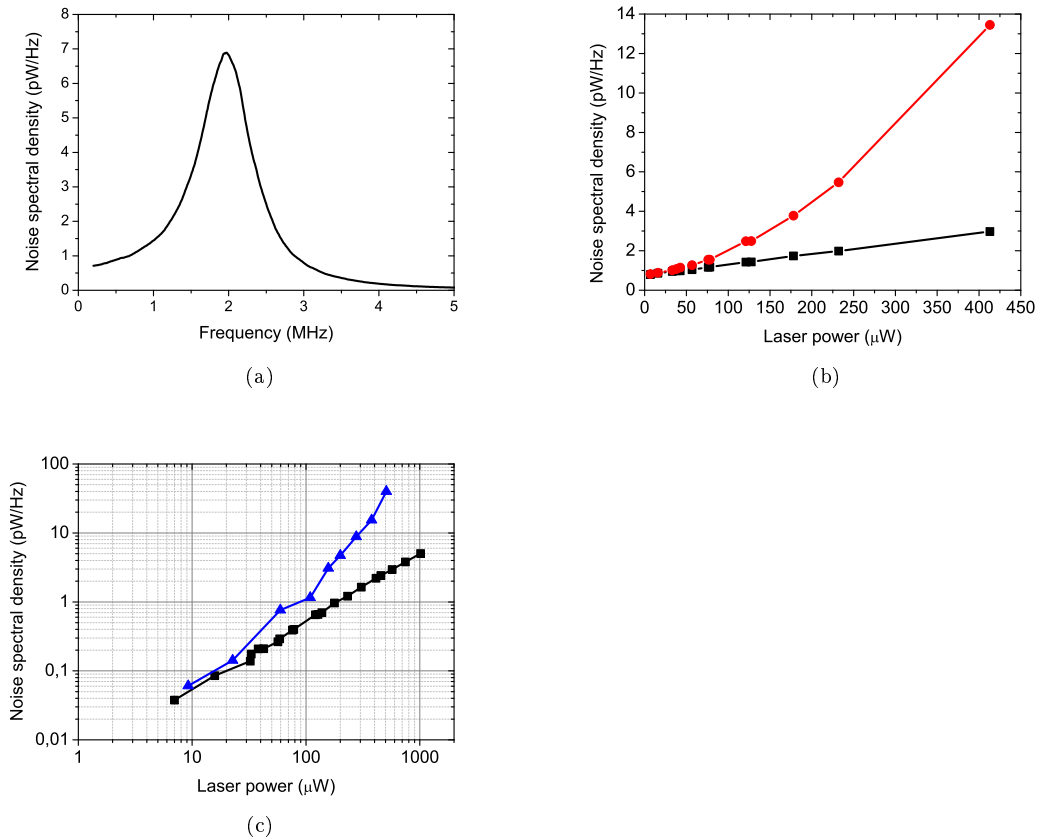 8
7
6
5
4
3
2
1
0
0 1 2 3 4 5
Noise spectral density (pW/Hz)
Frequency (MHz)
(a)
14
12
10
8
6
4
2
0
0 50 100 150 200 250 300 350 400 450
Noise spectral density (pW/Hz)
Laser power (μW)
(b)
100
10
1
0,1
0,01
1 10 100 1000
Noise spectral density (pW/Hz)
Laser power (μW)
(c)